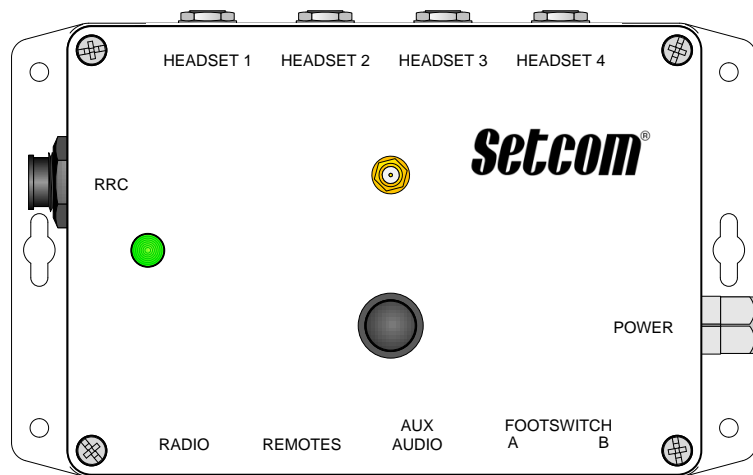 HEADSET 1 HEADSET 2 HEADSET 3 HEADSET 4
Setcom®
RRC
POWER
RADIO REMOTES AUX AUDIO FOOTSWITCH A B